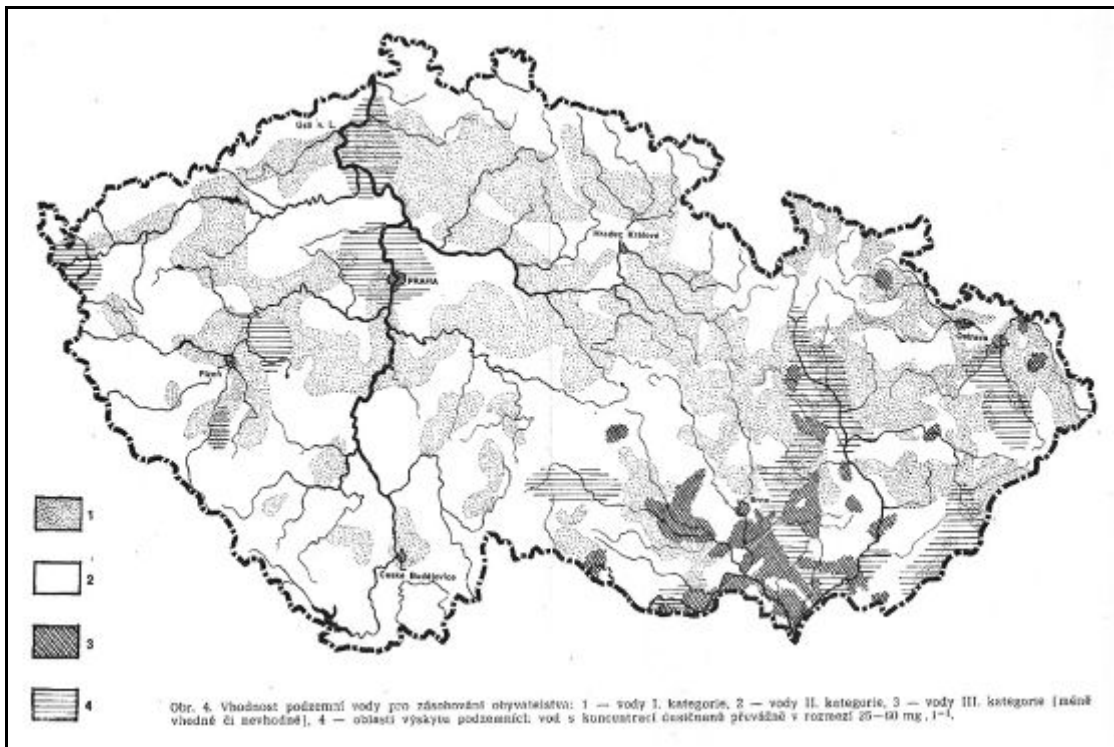 Ústí n. L.
Hradec Králové
PRAHA
Ostrava
Plzeň
Brno
České Budějovice
1
2
3
4
Obr. 4. Vhodnost podzemní vody pro zásobování obyvatelstva: 1 — vody I. kategorie, 2 — vody II. kategorie, 3 — vody III. kategorie [méně
vhodné či nevhodné], 4 — oblasti výskytu podzemních vod s koncentrací dusičnanů převážně v rozmezí 25—60 mg . l⁻¹.